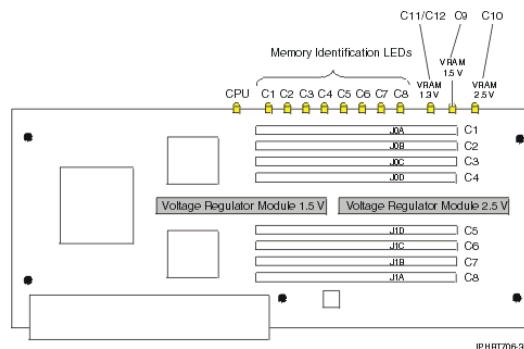 C11/C12 C9 C10
Memory Identification LEDs
VRAM 1.3 V
VRAM 1.5 V
VRAM 2.5 V
CPU C1 C2 C3 C4 C5 C6 C7 C8
J0A C1
J0B C2
J0C C3
J0D C4
Voltage Regulator Module 1.5 V Voltage Regulator Module 2.5 V
J1D C5
J1C C6
J1B C7
J1A C8
IPHRT706-3